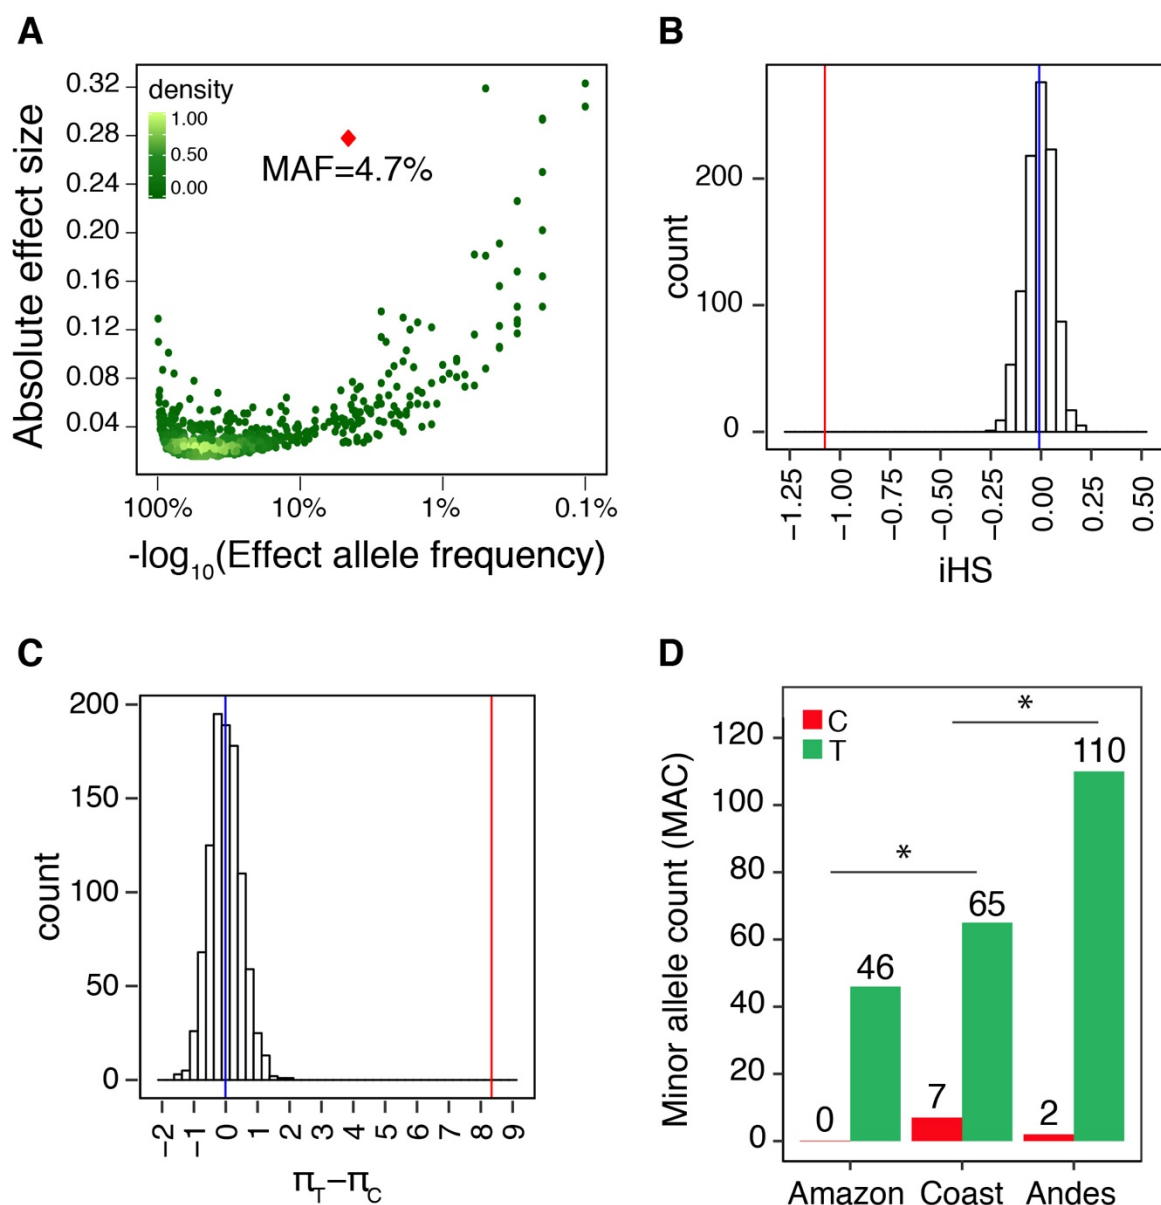 A
Absolute effect size
0.32
0.28
0.24
0.20
0.16
0.12
0.08
0.04
density
1.00
0.50
0.00
MAF=4.7%
100% 10% 1% 0.1%
-log10(Effect allele frequency)
B
count
200
100
0
−1.25 −1.00 −0.75 −0.50 −0.25 0.00 0.25 0.50
iHS
C
count
200
150
100
50
0
−2 −1 0 1 2 3 4 5 6 7 8 9
πT−πC
D
Minor allele count (MAC)
120
100
80
60
40
20
0
C
T
*
*
0 46 7 65 2 110
Amazon Coast Andes